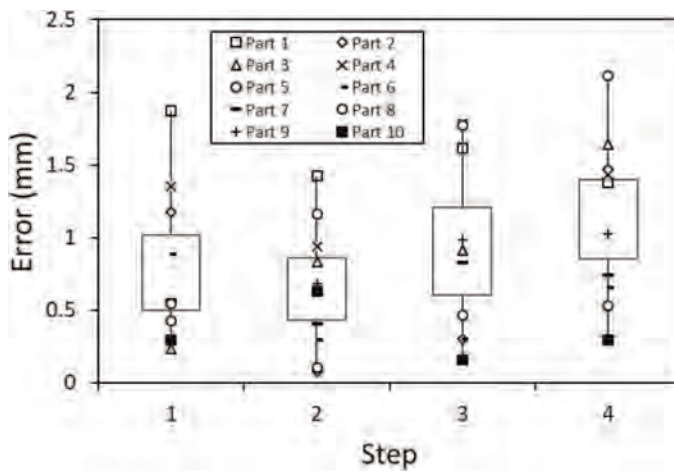 2.5
2
1.5
1
0.5
0
Error (mm)
Part 1 Part 2
Part 3 Part 4
Part 5 Part 6
Part 7 Part 8
Part 9 Part 10
1 2 3 4
Step